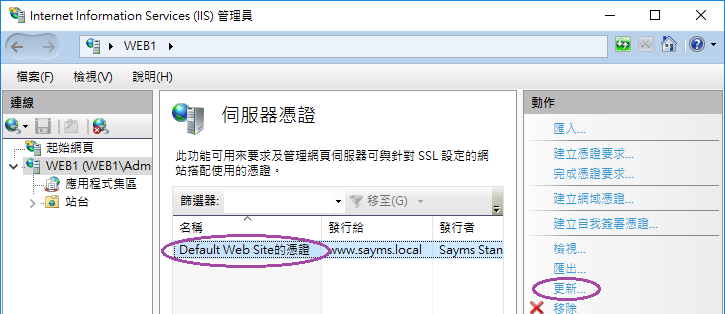 Internet Information Services (IIS) 管理員
WEB1
檔案(F) 檢視(V) 說明(H)
連線
起始網頁
WEB1 (WEB1\Adm
應用程式集區
站台
伺服器憑證
此功能可用來要求及管理網頁伺服器可與針對 SSL 設定的網
站搭配使用的憑證。
篩選器: 移至(G)
名稱 發行給 發行者
Default Web Site的憑證 www.sayms.local Sayms Stan
動作
匯入...
建立憑證要求...
完成憑證要求...
建立網域憑證...
建立自我簽署憑證...
檢視...
匯出...
更新...
移除